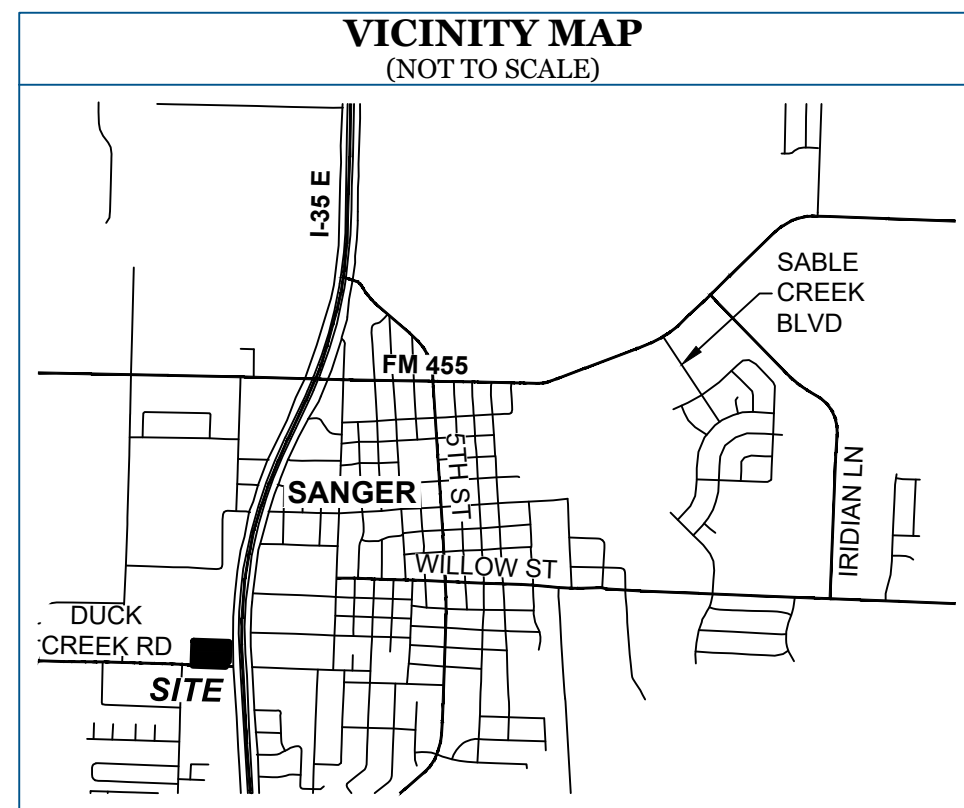 VICINITY MAP
(NOT TO SCALE)
I-35 E
SABLE
CREEK
BLVD
FM 455
5TH ST
SANGER
IRIDIAN LN
WILLOW ST
DUCK
CREEK RD
SITE